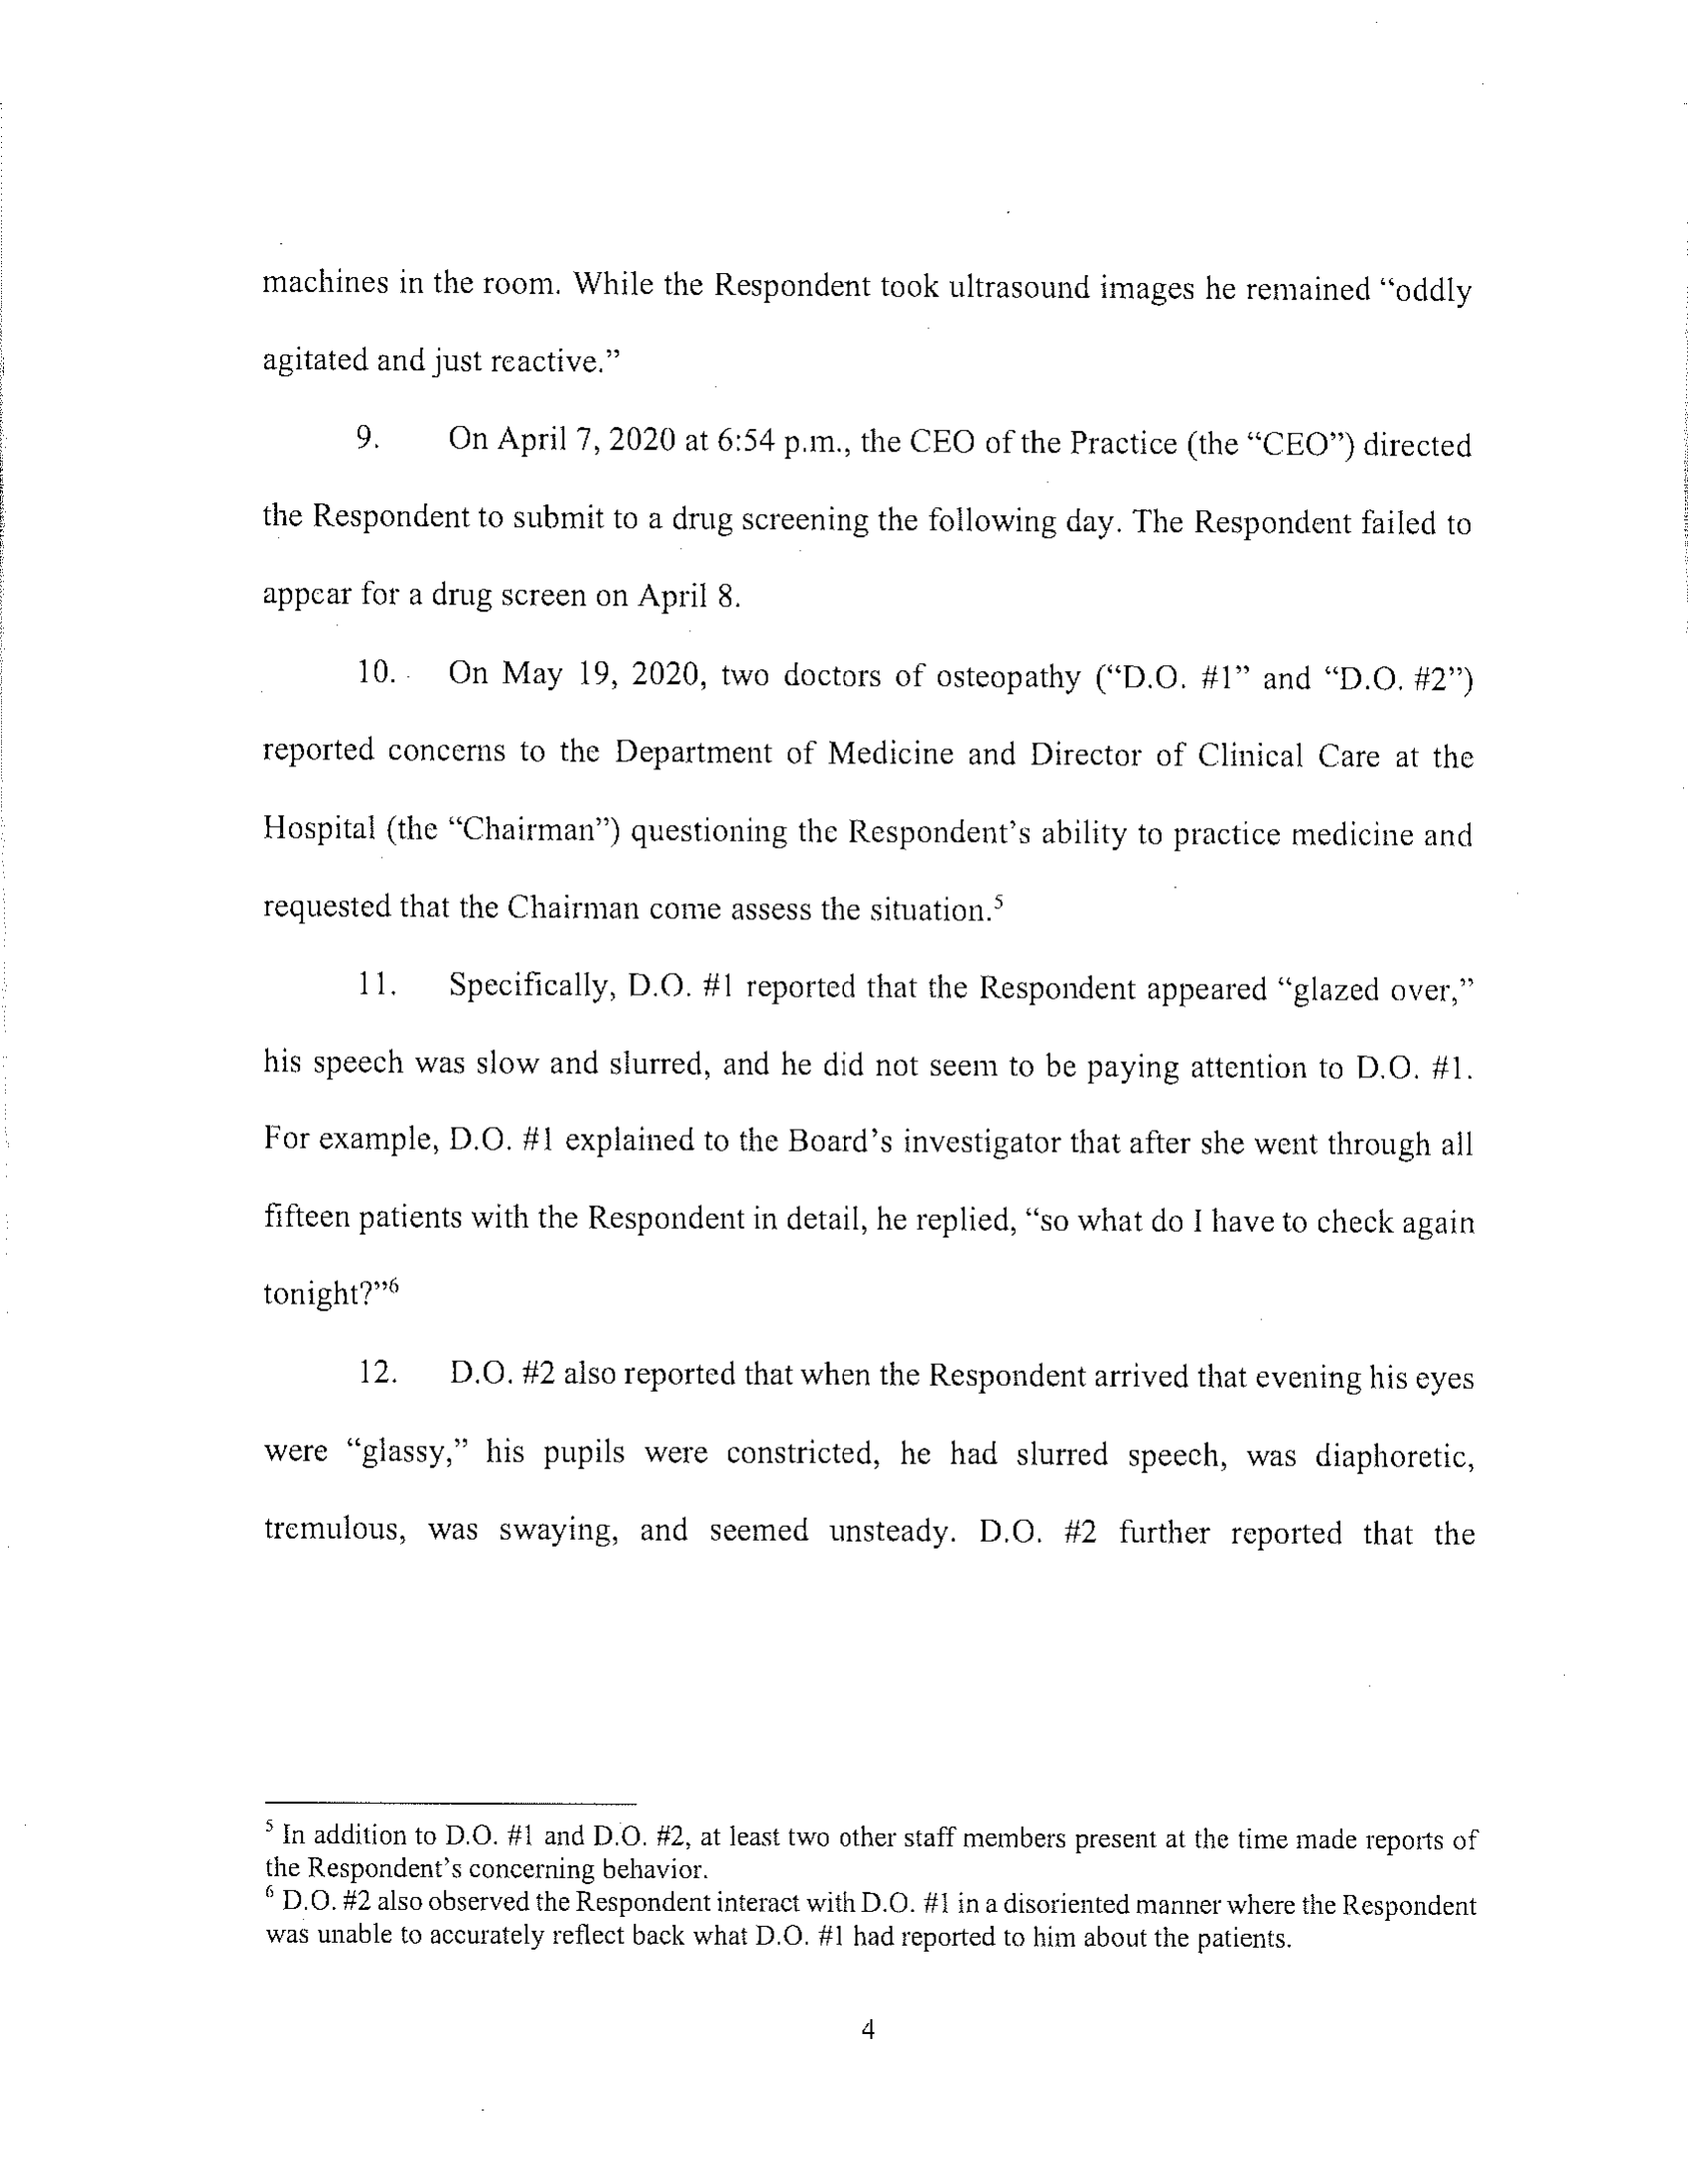 machines in the room. While the Respondent took ultrasound images he remained “oddly
agitated and just reactive.”
9. On April 7, 2020 at 6:54 p.m., the CEO of the Practice (the “CEO”) directed
the Respondent to submit to a drug screening the following day. The Respondent failed to
appear for a drug screen on April 8.
10. On May 19, 2020, two doctors of osteopathy (“D.O. #1” and “D.O. #2”)
reported concerns to the Department of Medicine and Director of Clinical Care at the
Hospital (the “Chairman”) questioning the Respondent’s ability to practice medicine and
requested that the Chairman come assess the situation.⁵
11. Specifically, D.O. #1 reported that the Respondent appeared “glazed over,”
his speech was slow and slurred, and he did not seem to be paying attention to D.O. #1.
For example, D.O. #1 explained to the Board’s investigator that after she went through all
fifteen patients with the Respondent in detail, he replied, “so what do I have to check again
tonight?”⁶
12. D.O. #2 also reported that when the Respondent arrived that evening his eyes
were “glassy,” his pupils were constricted, he had slurred speech, was diaphoretic,
tremulous, was swaying, and seemed unsteady. D.O. #2 further reported that the
⁵ In addition to D.O. #1 and D.O. #2, at least two other staff members present at the time made reports of
the Respondent’s concerning behavior.
⁶ D.O. #2 also observed the Respondent interact with D.O. #1 in a disoriented manner where the Respondent
was unable to accurately reflect back what D.O. #1 had reported to him about the patients.
4